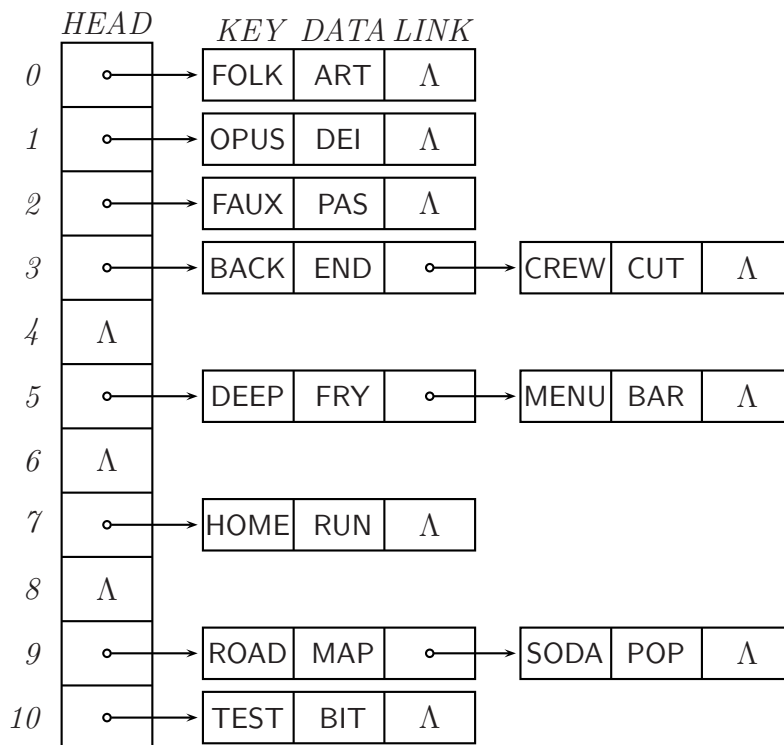 HEAD KEY DATA LINK
0 FOLK ART Λ
1 OPUS DEI Λ
2 FAUX PAS Λ
3 BACK END CREW CUT Λ
4 Λ
5 DEEP FRY MENU BAR Λ
6 Λ
7 HOME RUN Λ
8 Λ
9 ROAD MAP SODA POP Λ
10 TEST BIT Λ